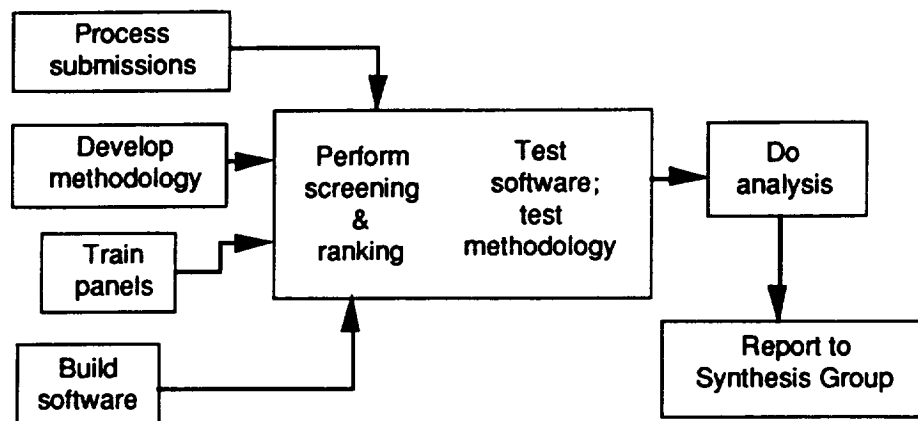 Process
submissions
Develop
methodology
Train
panels
Build
software
Perform
screening
&
ranking
Test
software;
test
methodology
Do
analysis
Report to
Synthesis Group